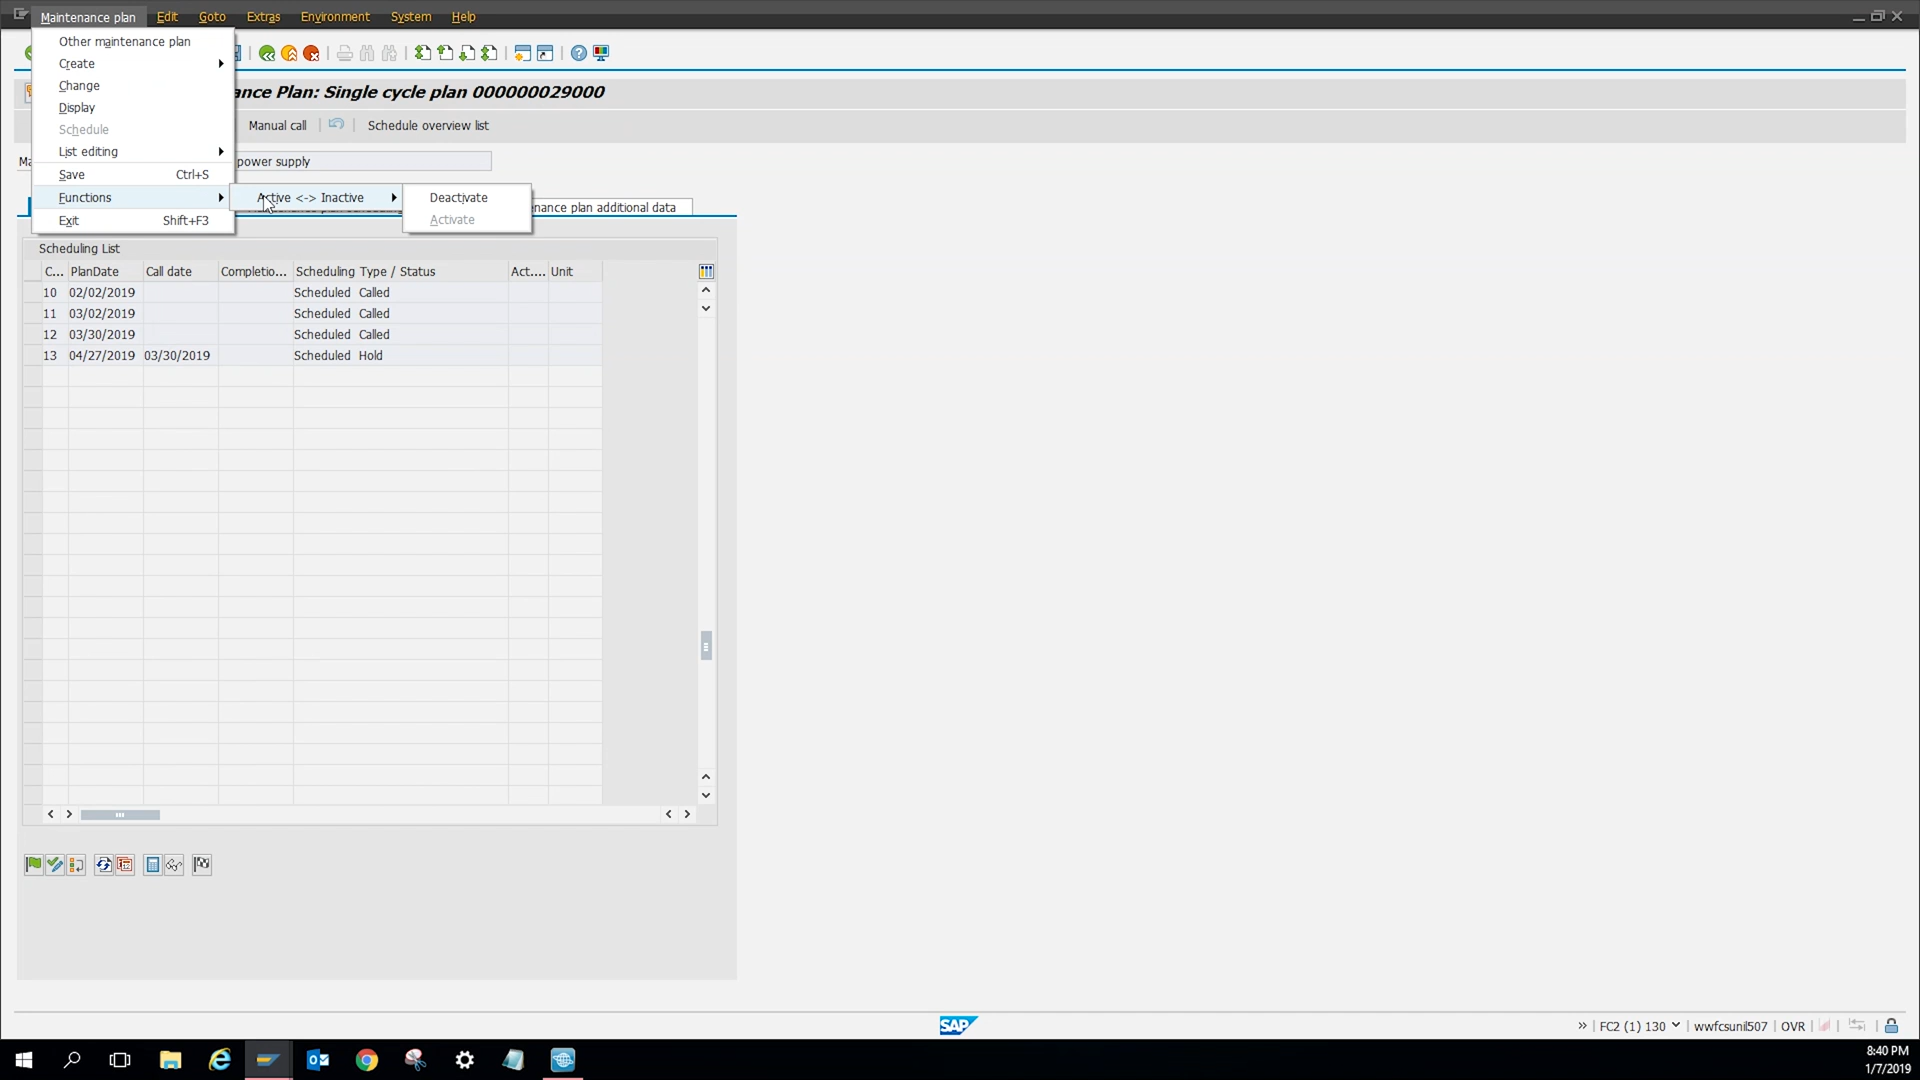 Maintenance plan Edit Goto Extras Environment System Help
Other maintenance plan
Create
Change
Display
Schedule
List editing
Save Ctrl+S
Functions
Exit Shift+F3
Active <-> Inactive
Deactivate
Activate
ance Plan: Single cycle plan 000000029000
Manual call Schedule overview list
Ma power supply
nance plan additional data
Scheduling List
C... PlanDate Call date Completio... Scheduling Type / Status Act.... Unit
10 02/02/2019 Scheduled Called
11 03/02/2019 Scheduled Called
12 03/30/2019 Scheduled Called
13 04/27/2019 03/30/2019 Scheduled Hold
SAP
FC2 (1) 130 wwfcsunil507 OVR
8:40 PM
1/7/2019